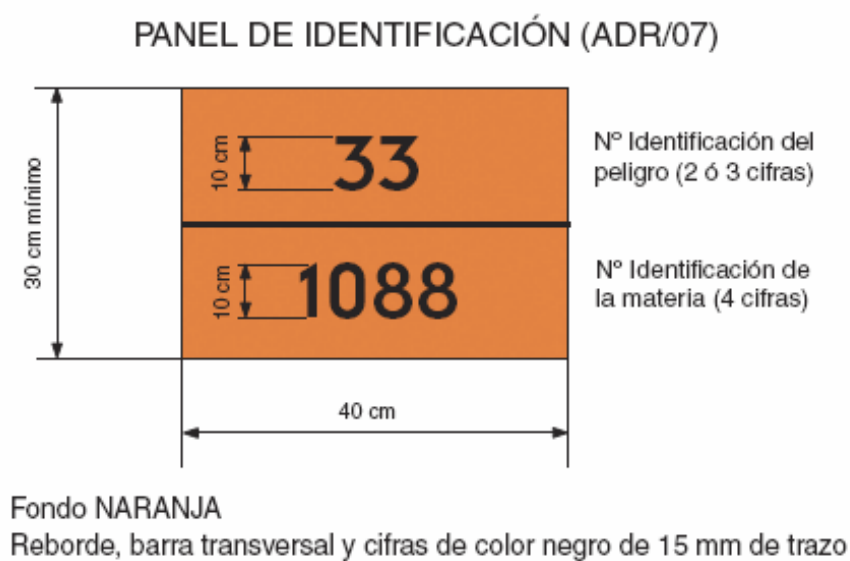 PANEL DE IDENTIFICACIÓN (ADR/07)
30 cm mínimo
10 cm
33
Nº Identificación del
peligro (2 ó 3 cifras)
10 cm
1088
Nº Identificación de
la materia (4 cifras)
40 cm
Fondo NARANJA
Reborde, barra transversal y cifras de color negro de 15 mm de trazo